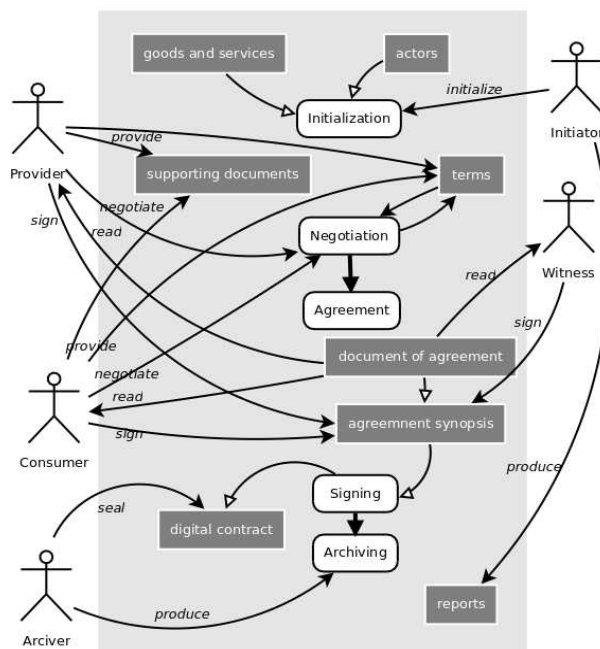 goods and services
actors
initialize
Initialization
Initiator
Provider
provide
supporting documents
terms
negotiate
sign
read
Negotiation
read
Witness
Agreement
sign
provide
document of agreement
negotiate
read
agreemnent synopsis
sign
Consumer
produce
Signing
seal
digital contract
Archiving
produce
reports
Arciver